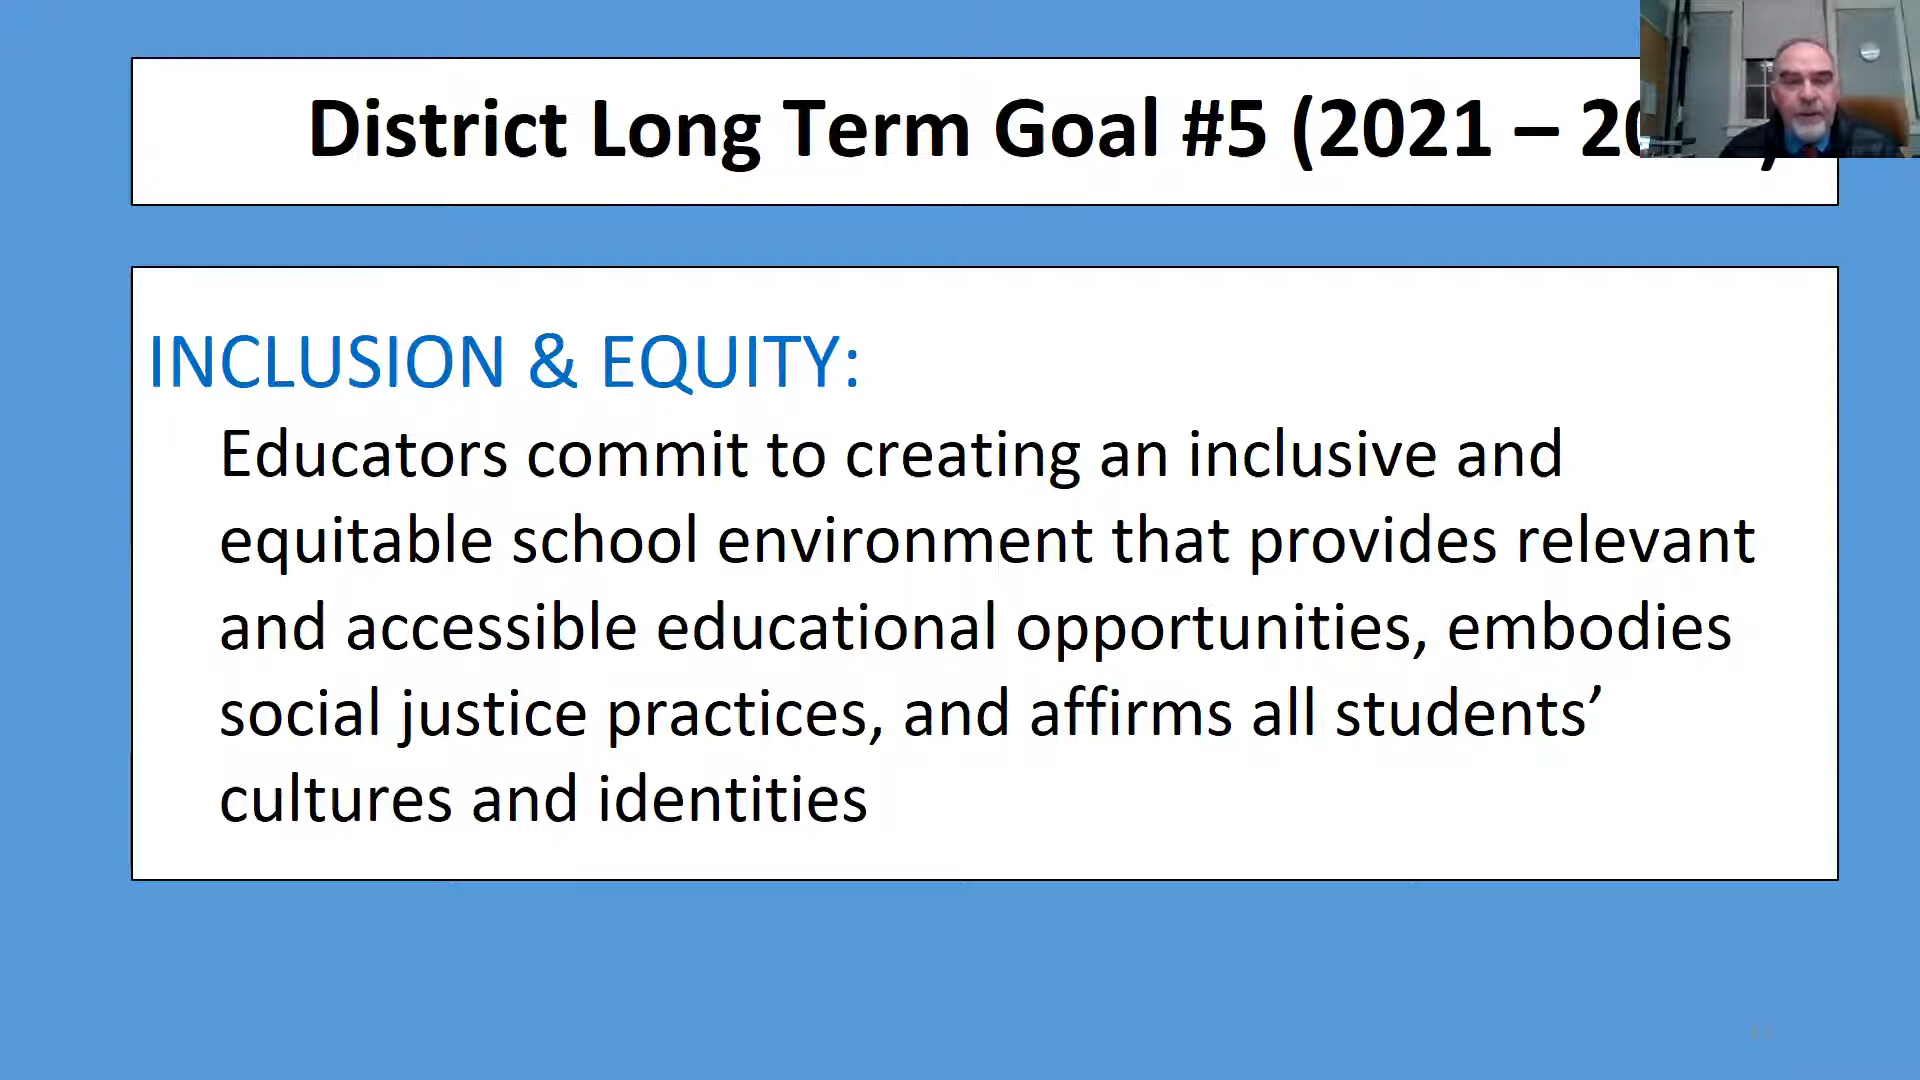 District Long Term Goal #5 (2021 –
INCLUSION & EQUITY:
Educators commit to creating an inclusive and
equitable school environment that provides relevant
and accessible educational opportunities, embodies
social justice practices, and affirms all students’
cultures and identities